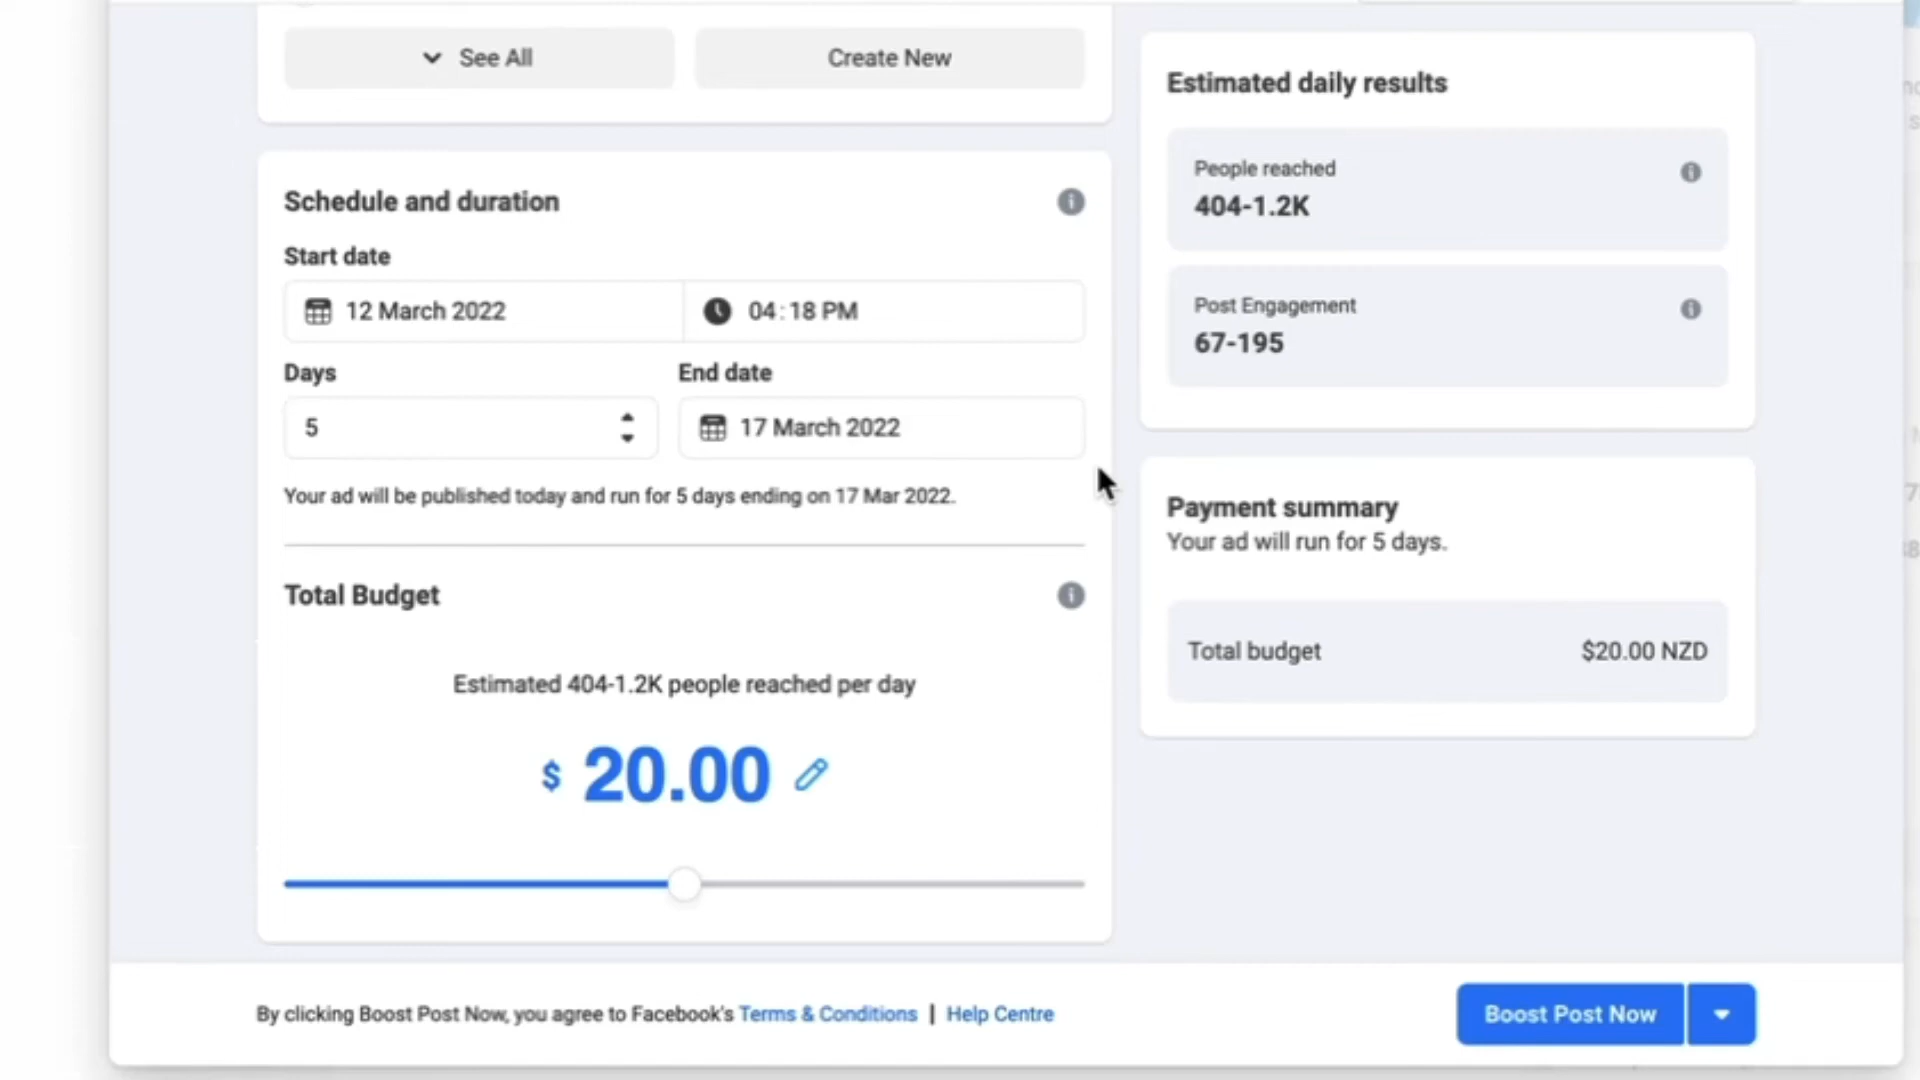 See All
Create New
Schedule and duration
Start date
12 March 2022
04:18 PM
Days
End date
5
17 March 2022
Your ad will be published today and run for 5 days ending on 17 Mar 2022.
Total Budget
Estimated 404-1.2K people reached per day
$ 20.00
Estimated daily results
People reached
404-1.2K
Post Engagement
67-195
Payment summary
Your ad will run for 5 days.
Total budget
$20.00 NZD
By clicking Boost Post Now, you agree to Facebook's Terms & Conditions | Help Centre
Boost Post Now